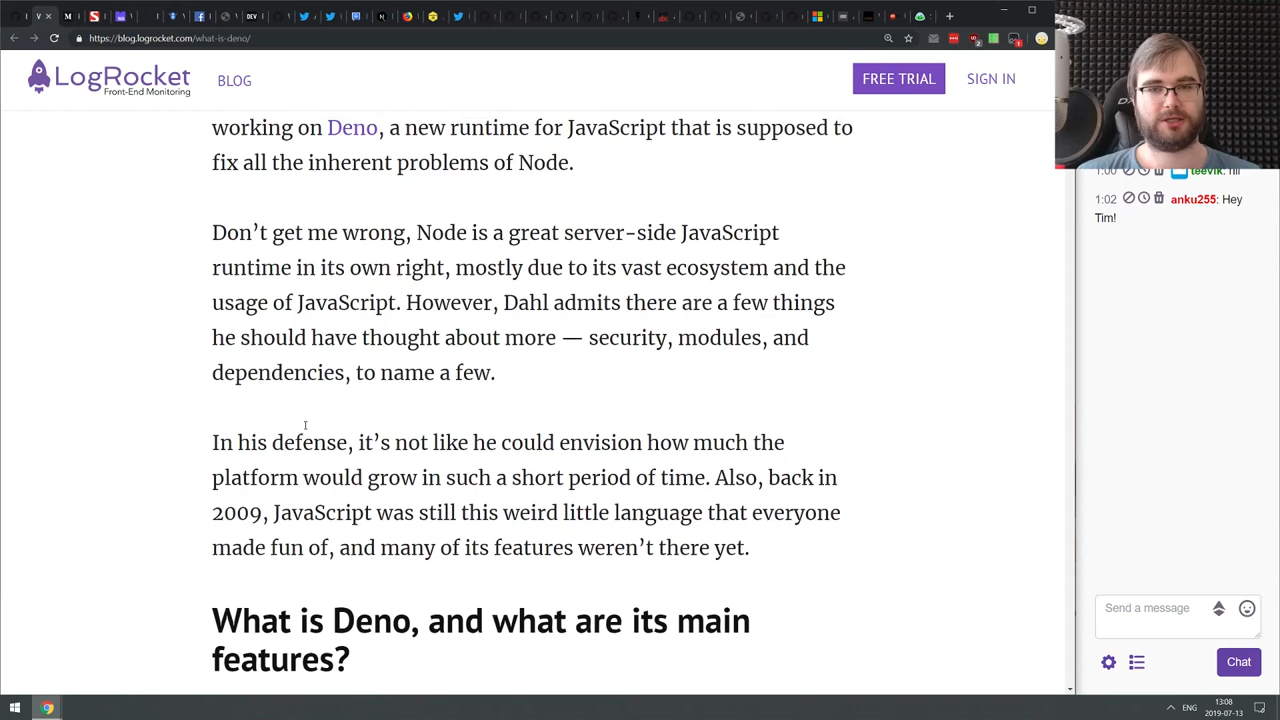 https://blog.logrocket.com/what-is-deno/
LogRocket
Front-End Monitoring
BLOG
FREE TRIAL
SIGN IN
working on Deno, a new runtime for JavaScript that is supposed to
fix all the inherent problems of Node.
Don’t get me wrong, Node is a great server-side JavaScript
runtime in its own right, mostly due to its vast ecosystem and the
usage of JavaScript. However, Dahl admits there are a few things
he should have thought about more — security, modules, and
dependencies, to name a few.
In his defense, it’s not like he could envision how much the
platform would grow in such a short period of time. Also, back in
2009, JavaScript was still this weird little language that everyone
made fun of, and many of its features weren’t there yet.
What is Deno, and what are its main
features?
1:02 anku255: Hey
Tim!
Send a message
Chat
ENG
13:08
2019-07-13